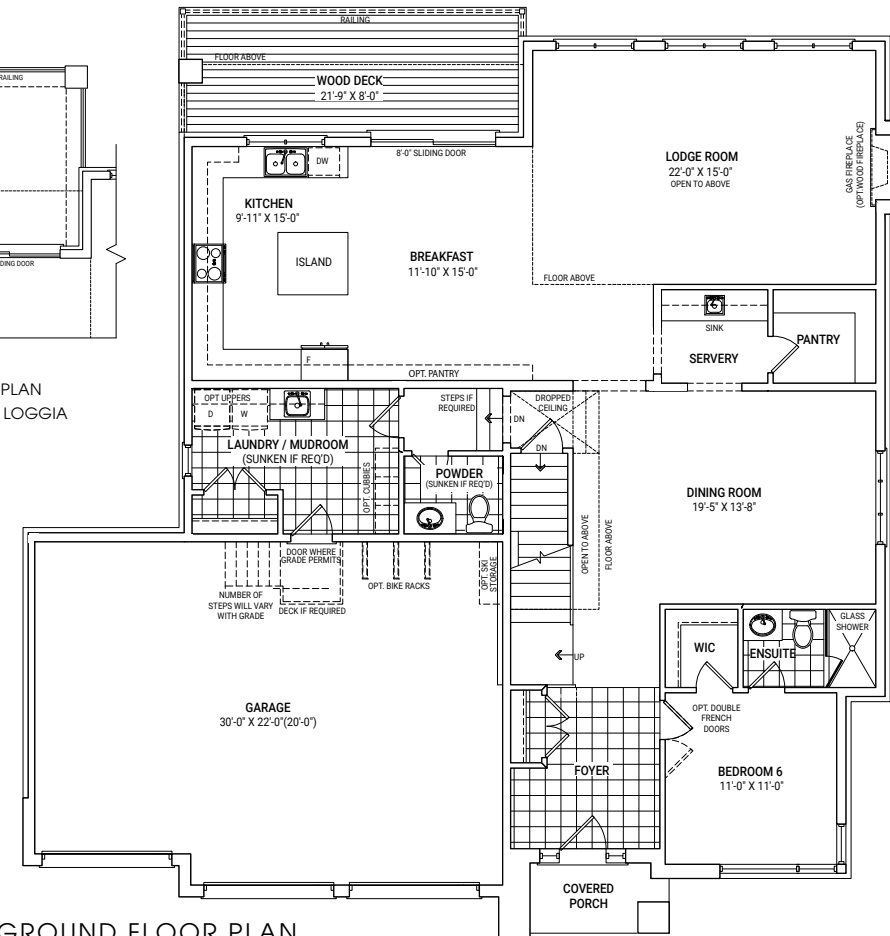 RAILING
FLOOR ABOVE
WOOD DECK
21'-9" X 8'-0"
8'-0" SLIDING DOOR
RAILING
DING DOOR
PLAN
LOGGIA
LODGE ROOM
22'-0" X 15'-0"
OPEN TO ABOVE
GAS FIREPLACE
(OPT.WOOD FIREPLACE)
DW
KITCHEN
9'-11" X 15'-0"
ISLAND
BREAKFAST
11'-10" X 15'-0"
FLOOR ABOVE
F
OPT. PANTRY
SINK
SERVERY
PANTRY
OPT UPPERS
D
W
LAUNDRY / MUDROOM
(SUNKEN IF REQ'D)
OPT. CUBBIES
STEPS IF
REQUIRED
DROPPED
CEILING
DN
DN
POWDER
(SUNKEN IF REQ'D)
DINING ROOM
19'-5" X 13'-8"
OPEN TO ABOVE
FLOOR ABOVE
DOOR WHERE
GRADE PERMITS
NUMBER OF
STEPS WILL VARY
WITH GRADE
DECK IF REQUIRED
OPT. BIKE RACKS
OPT. SKI
STORAGE
UP
WIC
ENSUITE
GLASS
SHOWER
GARAGE
30'-0" X 22'-0"(20'-0")
OPT. DOUBLE
FRENCH
DOORS
FOYER
BEDROOM 6
11'-0" X 11'-0"
COVERED
PORCH
GROUND FLOOR PLAN